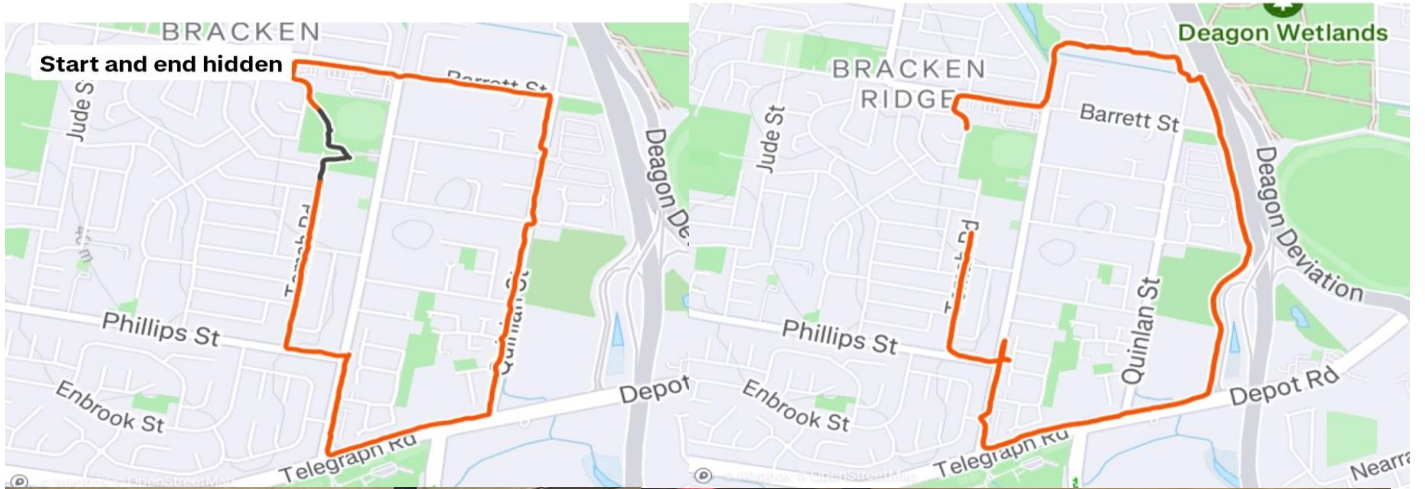 BRACKEN
Start and end hidden
Barrett St
Jude St
Deagon De
Phillips St
Quinlan St
Enbrook St
Depot
Telegraph Rd
Deagon Wetlands
BRACKEN
RIDGE
Barrett St
Jude St
Deagon Deviation
Phillips St
Quinlan St
Enbrook St
Depot Rd
Telegraph Rd
Nearra